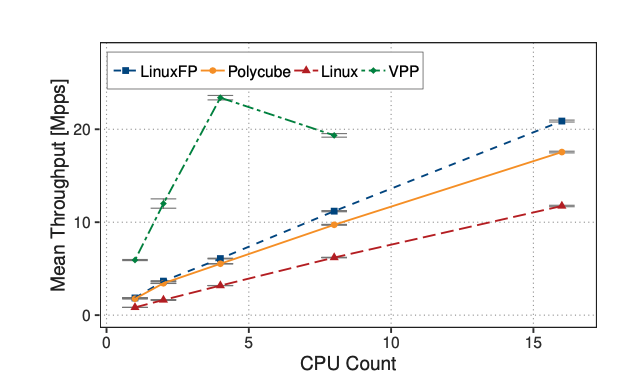 LinuxFP Polycube Linux VPP
Mean Throughput [Mpps]
20
10
0
0 5 10 15
CPU Count